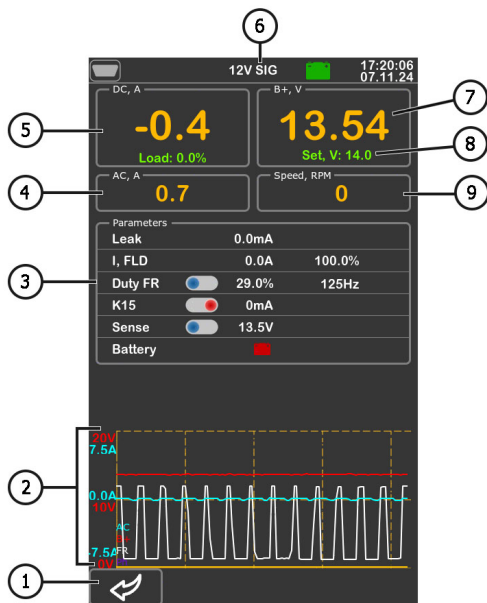 6
12V SIG
17:20:06
07.11.24
DC, A
-0.4
Load: 0.0%
B+, V
13.54
Set, V: 14.0
7
8
5
4
AC, A
0.7
Speed, RPM
0
9
Parameters
Leak 0.0mA
I, FLD 0.0A 100.0%
3
Duty FR 29.0% 125Hz
K15 0mA
Sense 13.5V
Battery
2
20V
7.5A
0.0A
10V
AC
FR
-7.5A
0V
1